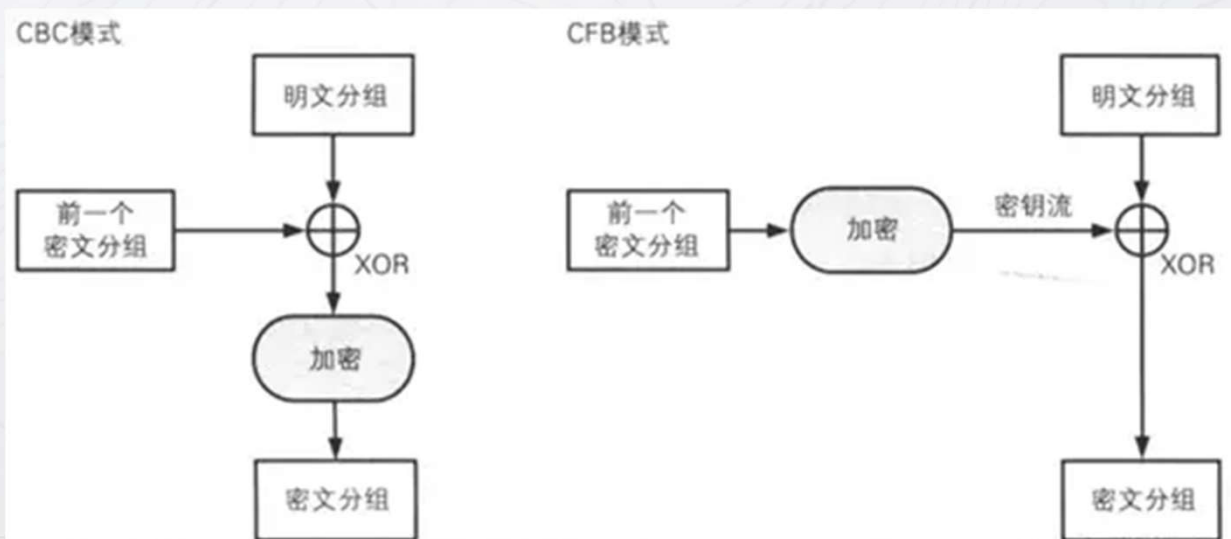 CBC模式
明文分组
前一个
密文分组
XOR
加密
密文分组
CFB模式
明文分组
前一个
密文分组
加密
密钥流
XOR
密文分组